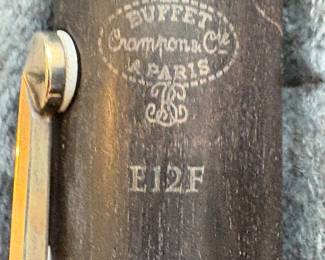 BUFFET
Crampon & Cie
A PARIS
BC
E12F